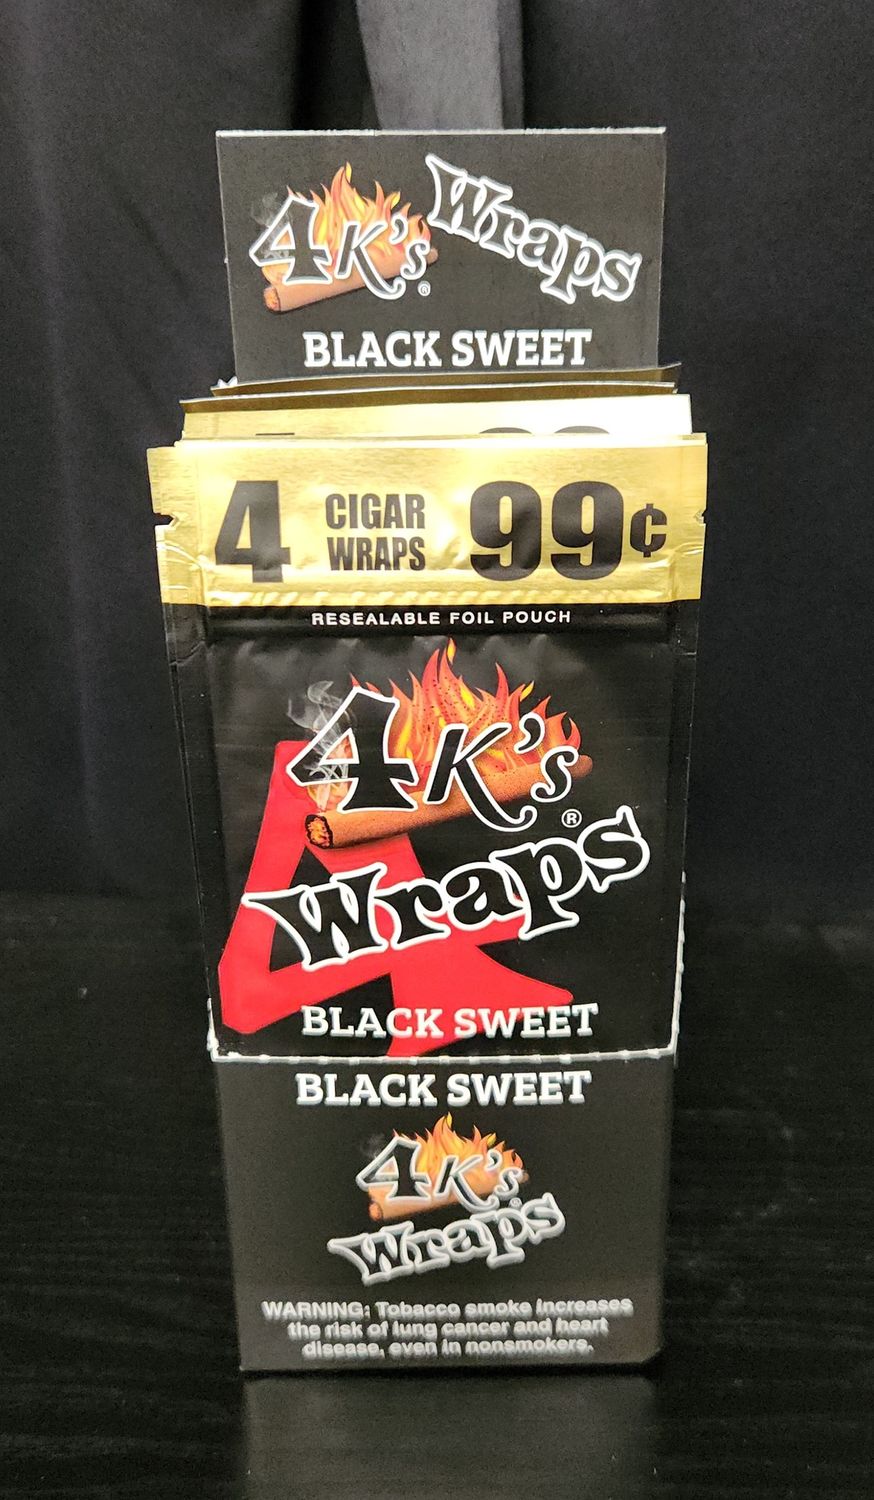 4K's® Wraps
BLACK SWEET
4 CIGAR WRAPS 99¢
RESEALABLE FOIL POUCH
4K's®
Wraps
BLACK SWEET
BLACK SWEET
4K's
Wraps
WARNING: Tobacco smoke increases
the risk of lung cancer and heart
disease, even in nonsmokers.